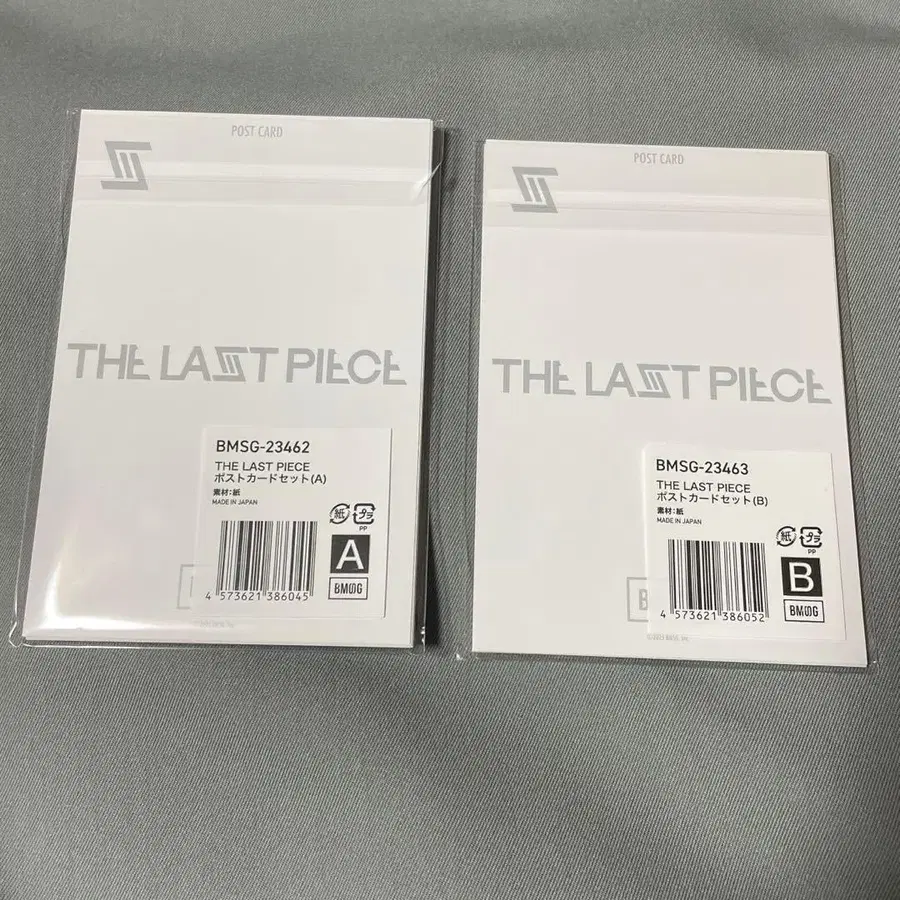 POST CARD
THE LAST PIECE
BMSG-23462
THE LAST PIECE
ポストカードセット(A)
素材:紙
MADE IN JAPAN
紙
プラ
PP
A
4 573621 386045
BMSG
POST CARD
THE LAST PIECE
BMSG-23463
THE LAST PIECE
ポストカードセット(B)
素材:紙
MADE IN JAPAN
紙
プラ
PP
B
4 573621 386052
BMSG